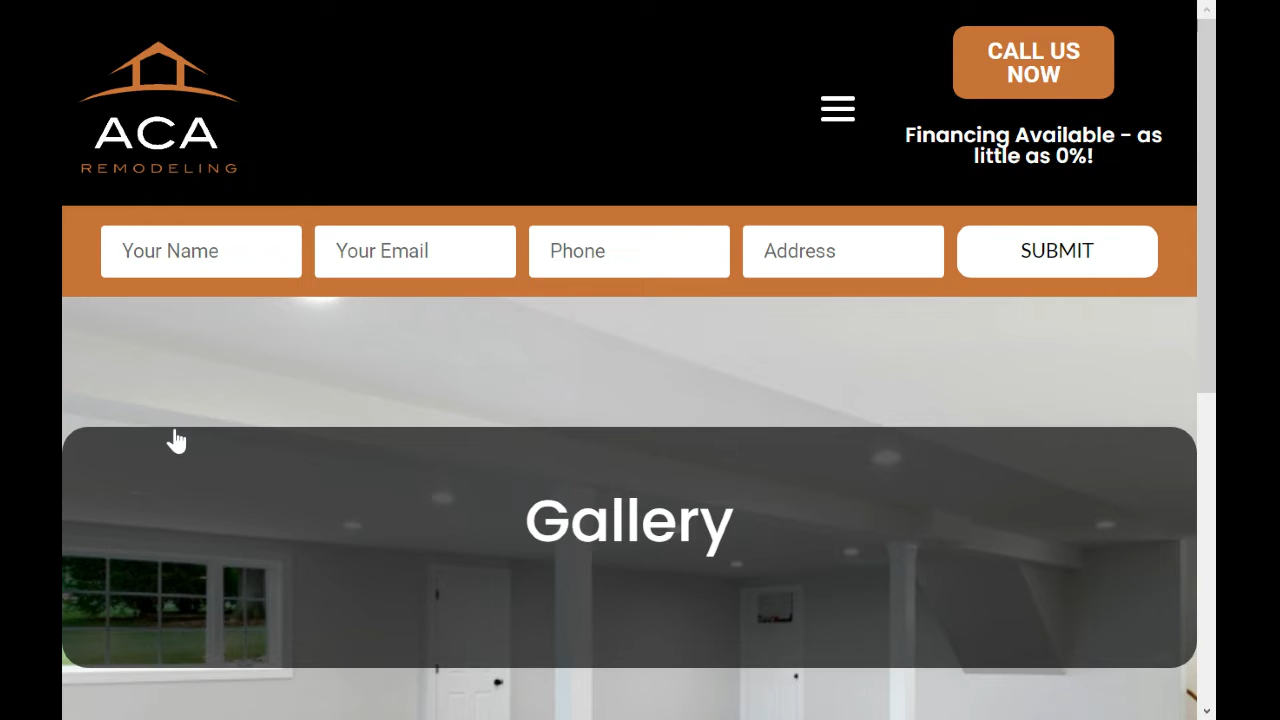 ACA
REMODELING
CALL US
NOW
Financing Available - as
little as 0%!
Your Name
Your Email
Phone
Address
SUBMIT
Gallery